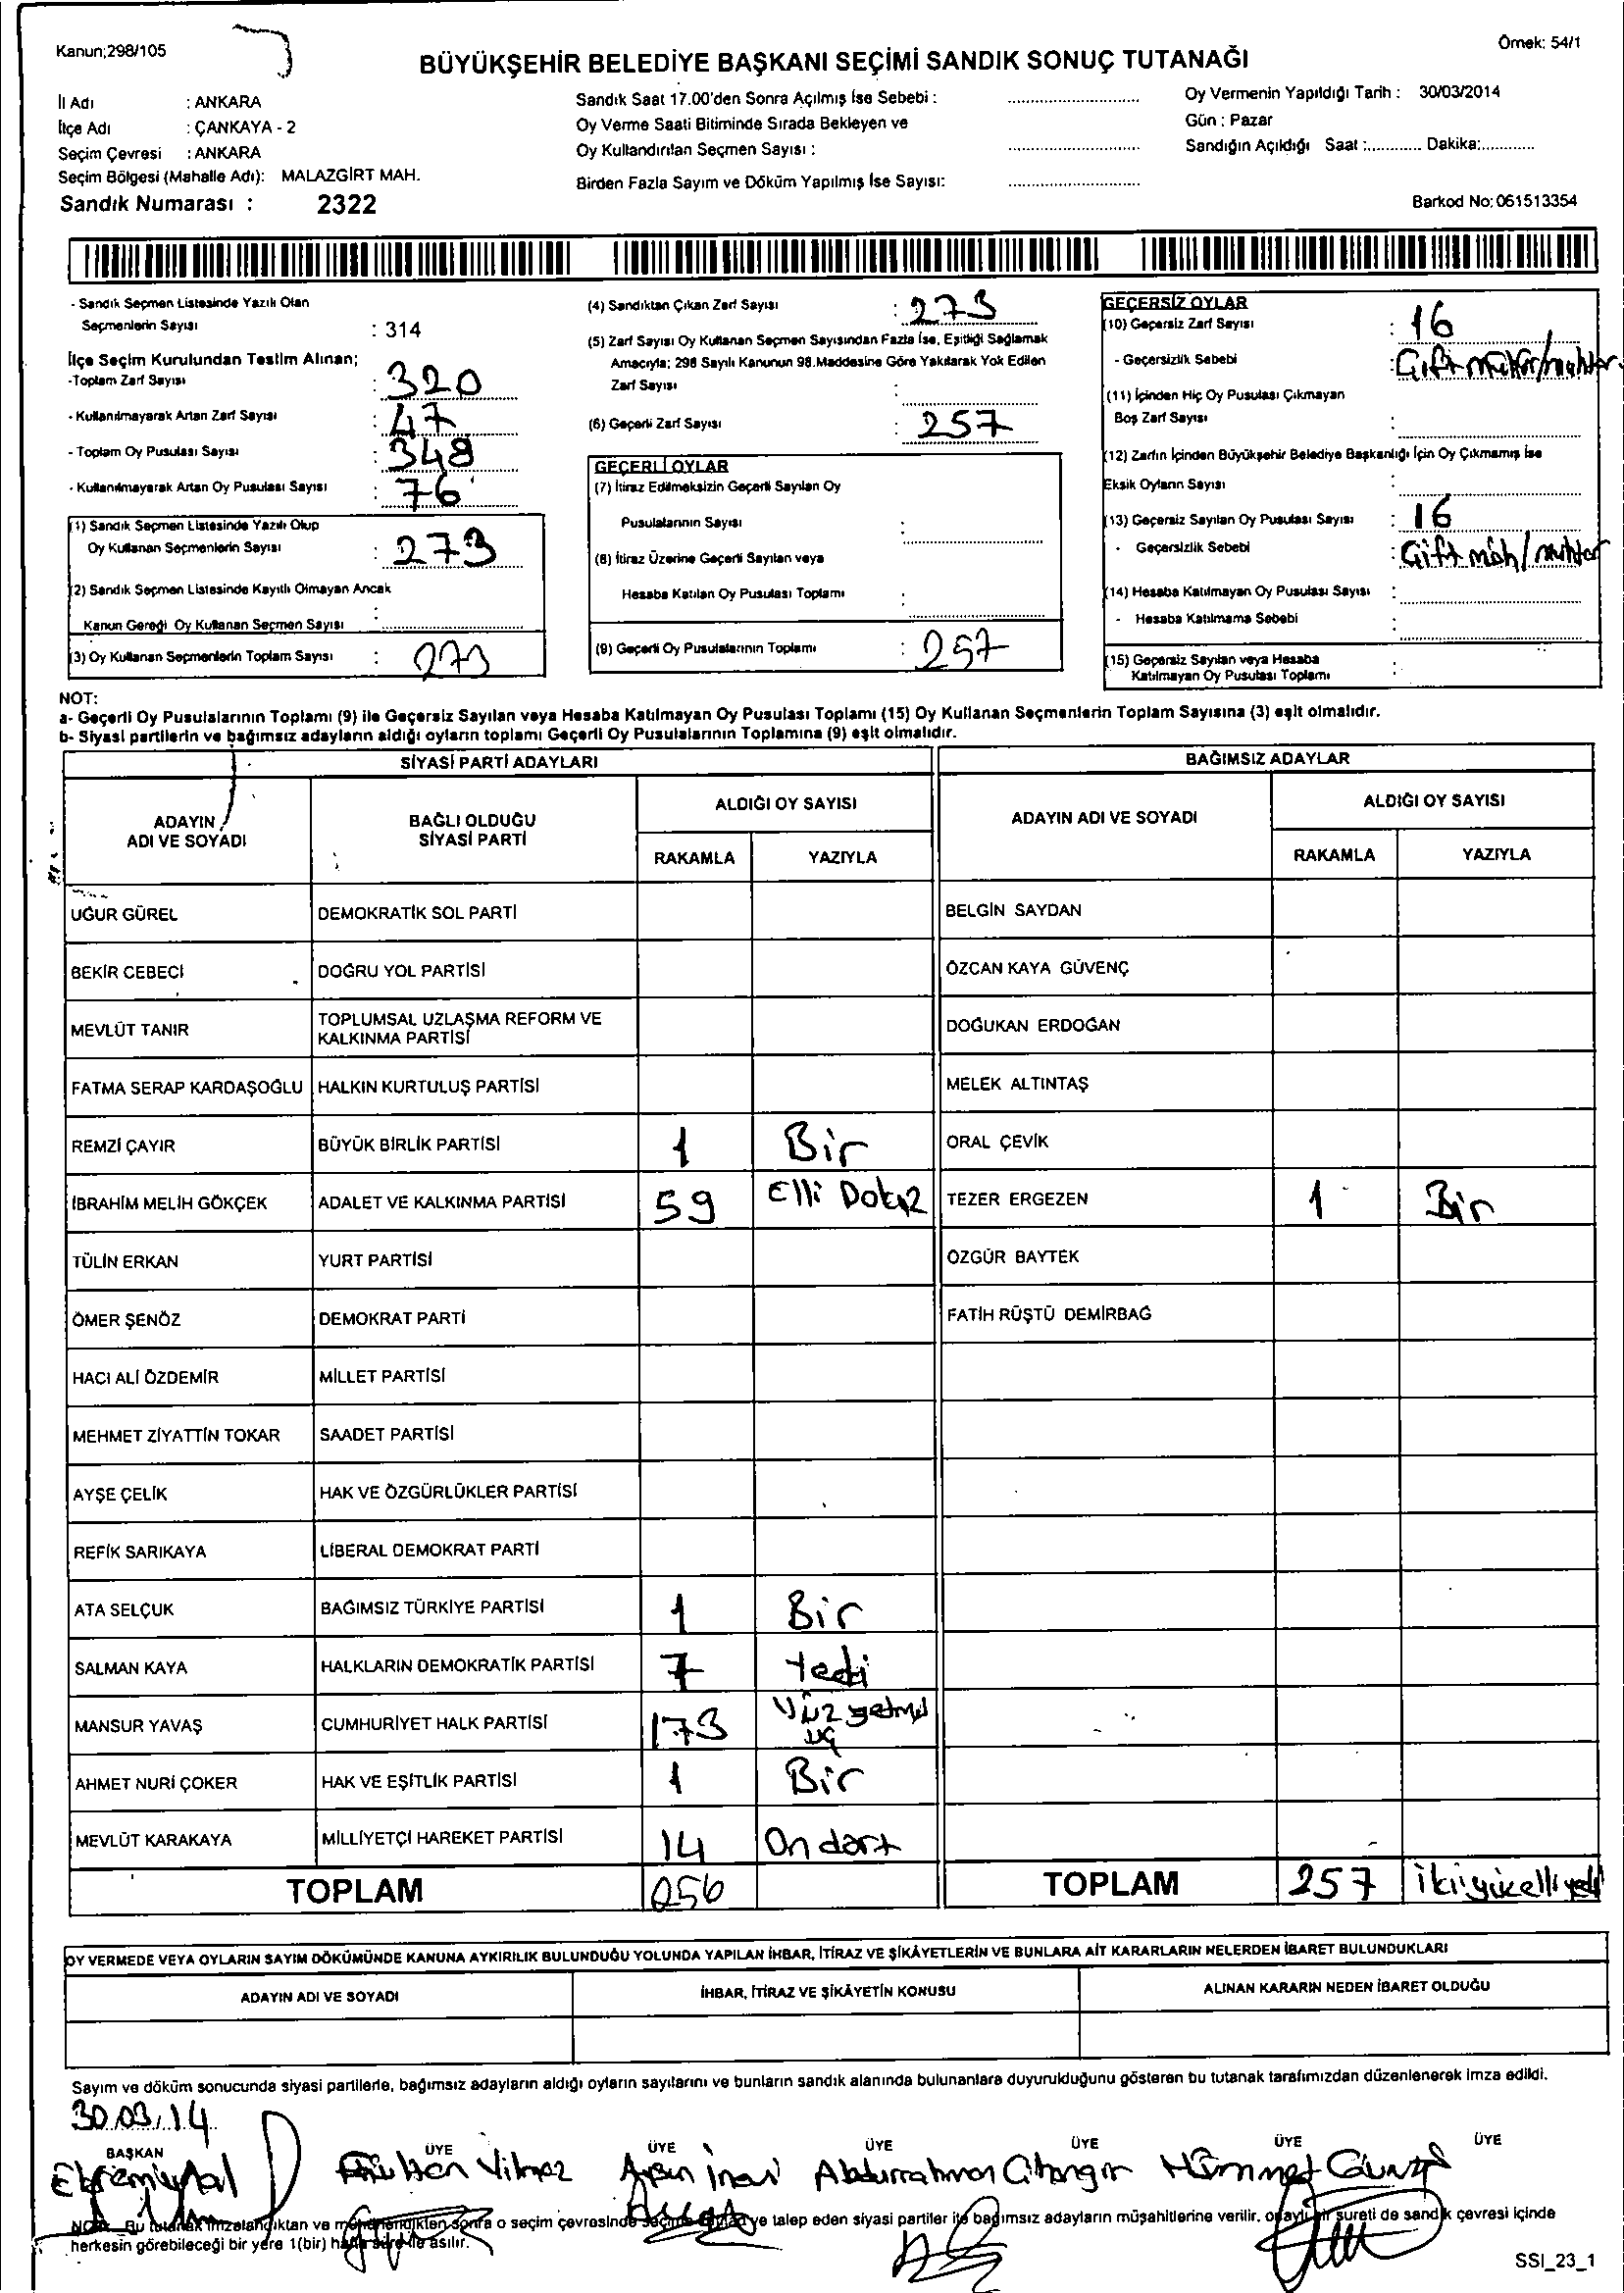 Kanun;298/105
BÜYÜKŞEHİR BELEDİYE BAŞKANI SEÇİMİ SANDIK SONUÇ TUTANAĞI
Örnek: 54/1
İl Adı : ANKARA
İlçe Adı : ÇANKAYA - 2
Seçim Çevresi : ANKARA
Seçim Bölgesi (Mahalle Adı): MALAZGİRT MAH.
Sandık Numarası : 2322
Sandık Saat 17.00'den Sonra Açılmış İse Sebebi :
Oy Verme Saati Bitiminde Sırada Bekleyen ve
Oy Kullandırılan Seçmen Sayısı :
Birden Fazla Sayım ve Döküm Yapılmış İse Sayısı:
Oy Vermenin Yapıldığı Tarih : 30/03/2014
Gün : Pazar
Sandığın Açıldığı Saat :............ Dakika:............
Barkod No: 061513354
- Sandık Seçmen Listesinde Yazılı Olan
Seçmenlerin Sayısı : 314
İlçe Seçim Kurulundan Teslim Alınan;
-Toplam Zarf Sayısı : 320
- Kullanılmayarak Artan Zarf Sayısı : 47
- Toplam Oy Pusulası Sayısı : 348
- Kullanılmayarak Artan Oy Pusulası Sayısı : 76
(1) Sandık Seçmen Listesinde Yazılı Olup
Oy Kullanan Seçmenlerin Sayısı : 273
(2) Sandık Seçmen Listesinde Kayıtlı Olmayan Ancak
Kanun Gereği Oy Kullanan Seçmen Sayısı :
(3) Oy Kullanan Seçmenlerin Toplam Sayısı : 273
(4) Sandıktan Çıkan Zarf Sayısı : 273
(5) Zarf Sayısı Oy Kullanan Seçmen Sayısından Fazla İse, Eşitliği Sağlamak
Amacıyla; 298 Sayılı Kanunun 98.Maddesine Göre Yakılarak Yok Edilen
Zarf Sayısı :
(6) Geçerli Zarf Sayısı : 257
GEÇERLİ OYLAR
(7) İtiraz Edilmeksizin Geçerli Sayılan Oy
Pusulalarının Sayısı :
(8) İtiraz Üzerine Geçerli Sayılan veya
Hesaba Katılan Oy Pusulası Toplamı :
(9) Geçerli Oy Pusulalarının Toplamı : 257
GEÇERSİZ OYLAR
(10) Geçersiz Zarf Sayısı : 16
- Geçersizlik Sebebi : Çift mühür/muhtar
(11) İçinden Hiç Oy Pusulası Çıkmayan
Boş Zarf Sayısı :
(12) Zarfın İçinden Büyükşehir Belediye Başkanlığı İçin Oy Çıkmamış İse
Eksik Oyların Sayısı :
(13) Geçersiz Sayılan Oy Pusulası Sayısı : 16
- Geçersizlik Sebebi : Çift müh/muhtar
(14) Hesaba Katılmayan Oy Pusulası Sayısı :
- Hesaba Katılmama Sebebi :
(15) Geçersiz Sayılan veya Hesaba
Katılmayan Oy Pusulası Toplamı :
NOT:
a- Geçerli Oy Pusulalarının Toplamı (9) ile Geçersiz Sayılan veya Hesaba Katılmayan Oy Pusulası Toplamı (15) Oy Kullanan Seçmenlerin Toplam Sayısına (3) eşit olmalıdır.
b- Siyasi partilerin ve bağımsız adayların aldığı oyların toplamı Geçerli Oy Pusulalarının Toplamına (9) eşit olmalıdır.
SİYASİ PARTİ ADAYLARI
ADAYIN ADI VE SOYADI
BAĞLI OLDUĞU SİYASİ PARTİ
ALDIĞI OY SAYISI
RAKAMLA YAZIYLA
UĞUR GÜREL DEMOKRATİK SOL PARTİ
BEKİR CEBECİ DOĞRU YOL PARTİSİ
MEVLÜT TANIR TOPLUMSAL UZLAŞMA REFORM VE KALKINMA PARTİSİ
FATMA SERAP KARDAŞOĞLU HALKIN KURTULUŞ PARTİSİ
REMZİ ÇAYIR BÜYÜK BİRLİK PARTİSİ 1 Bir
İBRAHİM MELİH GÖKÇEK ADALET VE KALKINMA PARTİSİ 59 Elli Dokuz
TÜLİN ERKAN YURT PARTİSİ
ÖMER ŞENÖZ DEMOKRAT PARTİ
HACI ALİ ÖZDEMİR MİLLET PARTİSİ
MEHMET ZİYATTİN TOKAR SAADET PARTİSİ
AYŞE ÇELİK HAK VE ÖZGÜRLÜKLER PARTİSİ
REFİK SARIKAYA LİBERAL DEMOKRAT PARTİ
ATA SELÇUK BAĞIMSIZ TÜRKİYE PARTİSİ 1 Bir
SALMAN KAYA HALKLARIN DEMOKRATİK PARTİSİ 7 Yedi
MANSUR YAVAŞ CUMHURİYET HALK PARTİSİ 173 Yüz yetmiş üç
AHMET NURİ ÇOKER HAK VE EŞİTLİK PARTİSİ 1 Bir
MEVLÜT KARAKAYA MİLLİYETÇİ HAREKET PARTİSİ 14 On dört
TOPLAM 256
BAĞIMSIZ ADAYLAR
ADAYIN ADI VE SOYADI
ALDIĞI OY SAYISI
RAKAMLA YAZIYLA
BELGİN SAYDAN
ÖZCAN KAYA GÜVENÇ
DOĞUKAN ERDOĞAN
MELEK ALTINTAŞ
ORAL ÇEVİK
TEZER ERGEZEN 1 Bir
ÖZGÜR BAYTEK
FATİH RÜŞTÜ DEMİRBAĞ
TOPLAM 257 ikiyüzelliyedi
OY VERMEDE VEYA OYLARIN SAYIM DÖKÜMÜNDE KANUNA AYKIRILIK BULUNDUĞU YOLUNDA YAPILAN İHBAR, İTİRAZ VE ŞİKÂYETLERİN VE BUNLARA AİT KARARLARIN NELERDEN İBARET BULUNDUKLARI
ADAYIN ADI VE SOYADI İHBAR, İTİRAZ VE ŞİKÂYETİN KONUSU ALINAN KARARIN NEDEN İBARET OLDUĞU
Sayım ve döküm sonucunda siyasi partilerle, bağımsız adayların aldığı oyların sayılarını ve bunların sandık alanında bulunanlara duyurulduğunu gösteren bu tutanak tarafımızdan düzenlenerek imza edildi.
30.03.14
BAŞKAN ÜYE ÜYE ÜYE ÜYE ÜYE ÜYE
Yılmaz Abdurrahman Cihangir
NOT: Bu tutanak imzalandıktan ve mühürlendikten sonra o seçim çevresinde ve talep eden siyasi partiler ile bağımsız adayların müşahitlerine verilir, onaylı bir sureti de sandık çevresi içinde
herkesin görebileceği bir yere 1(bir) hafta süre ile asılır.
SSI_23_1